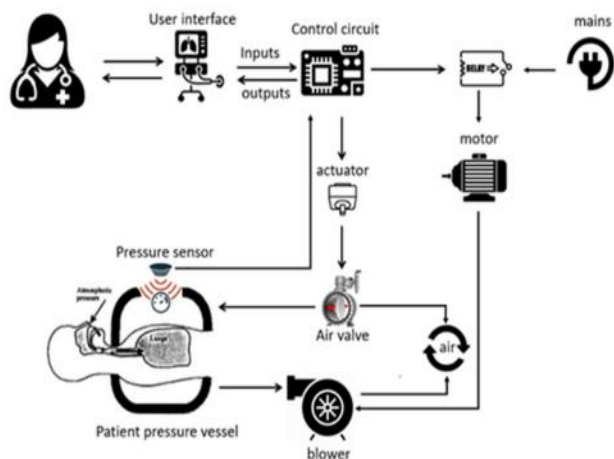 User interface
Control circuit
mains
Inputs
outputs
RELAY
motor
actuator
Pressure sensor
Atmospheric
pressure
Lungs
Air valve
air
Patient pressure vessel
blower